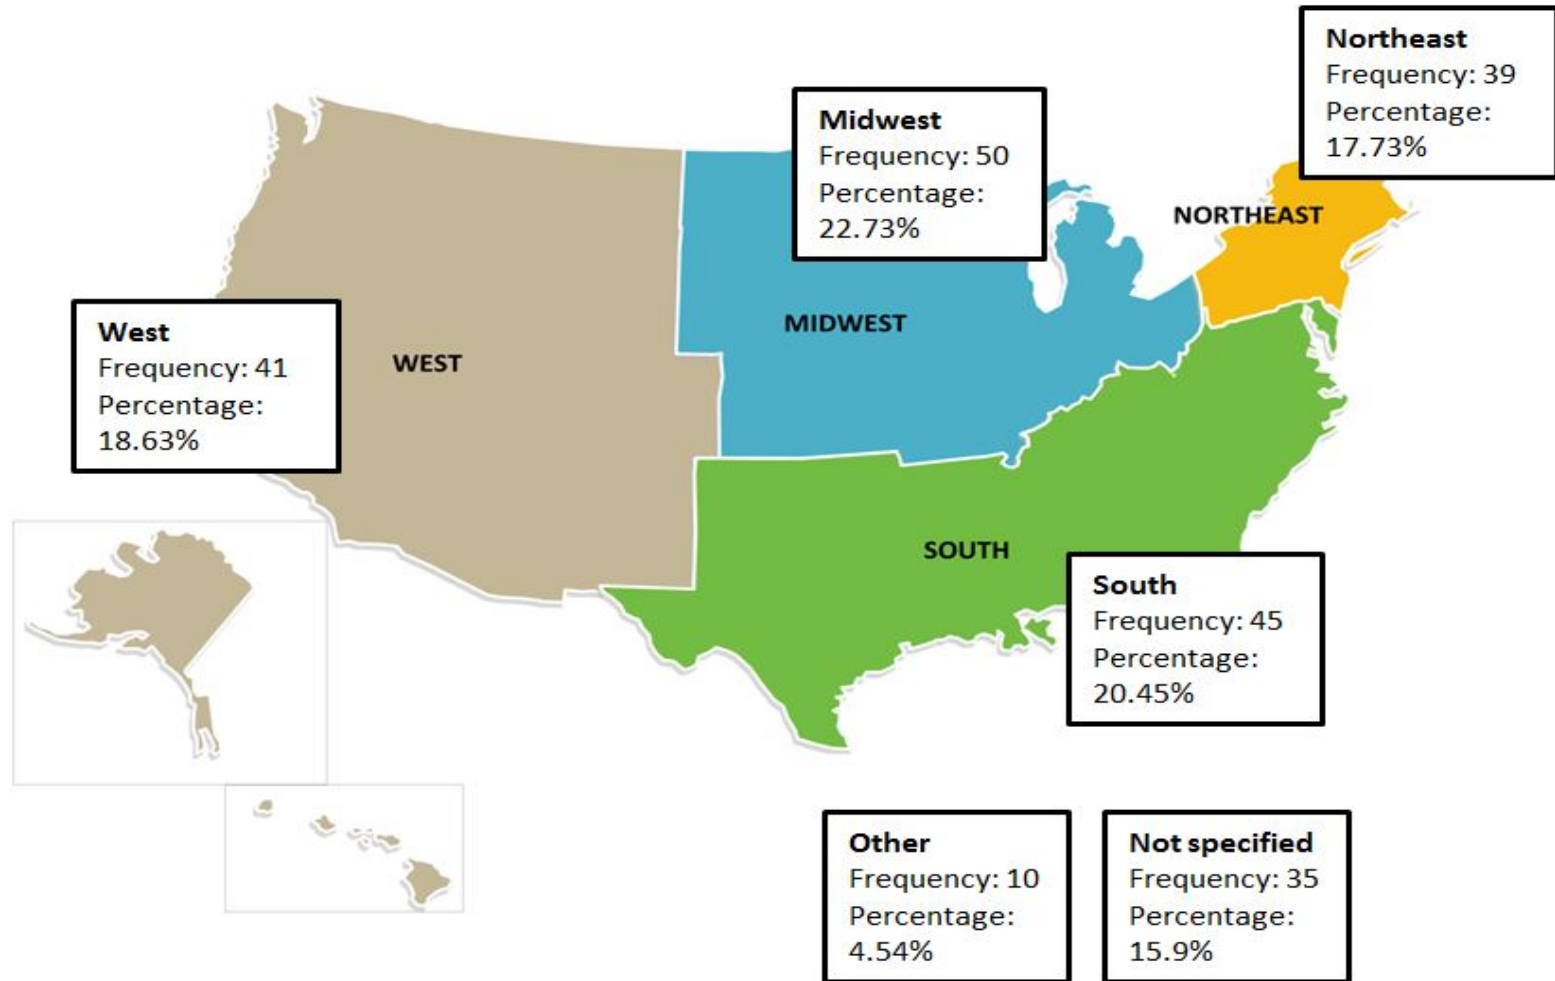 Northeast
Frequency: 39
Percentage:
17.73%
Midwest
Frequency: 50
Percentage:
22.73%
NORTHEAST
MIDWEST
West
Frequency: 41
Percentage:
18.63%
WEST
SOUTH
South
Frequency: 45
Percentage:
20.45%
Other
Frequency: 10
Percentage:
4.54%
Not specified
Frequency: 35
Percentage:
15.9%